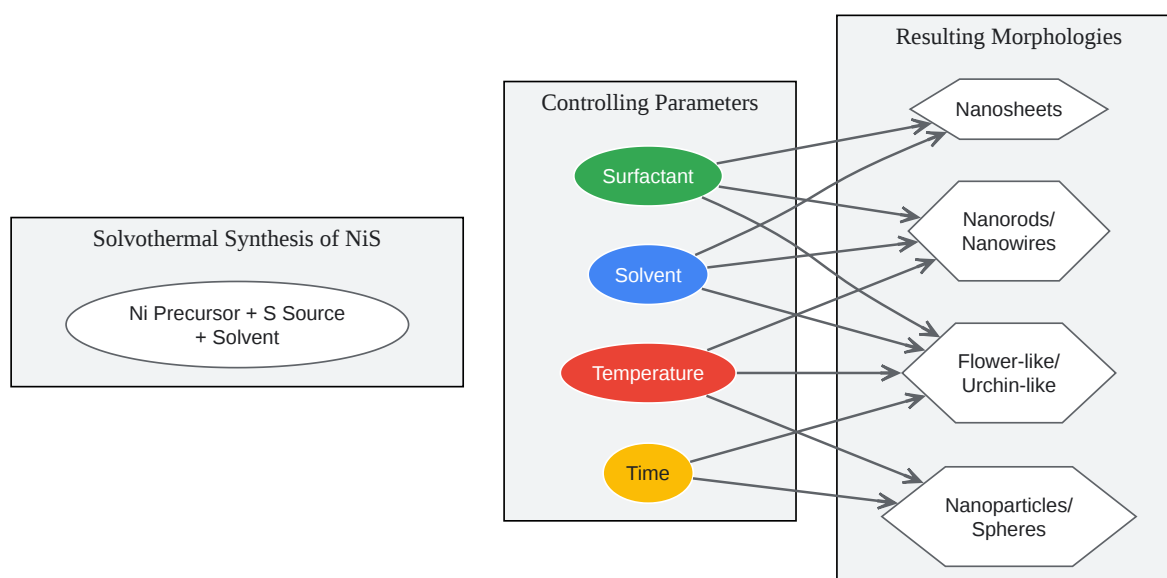 Solvothermal Synthesis of NiS
Ni Precursor + S Source
+ Solvent
Controlling Parameters
Surfactant
Solvent
Temperature
Time
Resulting Morphologies
Nanosheets
Nanorods/
Nanowires
Flower-like/
Urchin-like
Nanoparticles/
Spheres